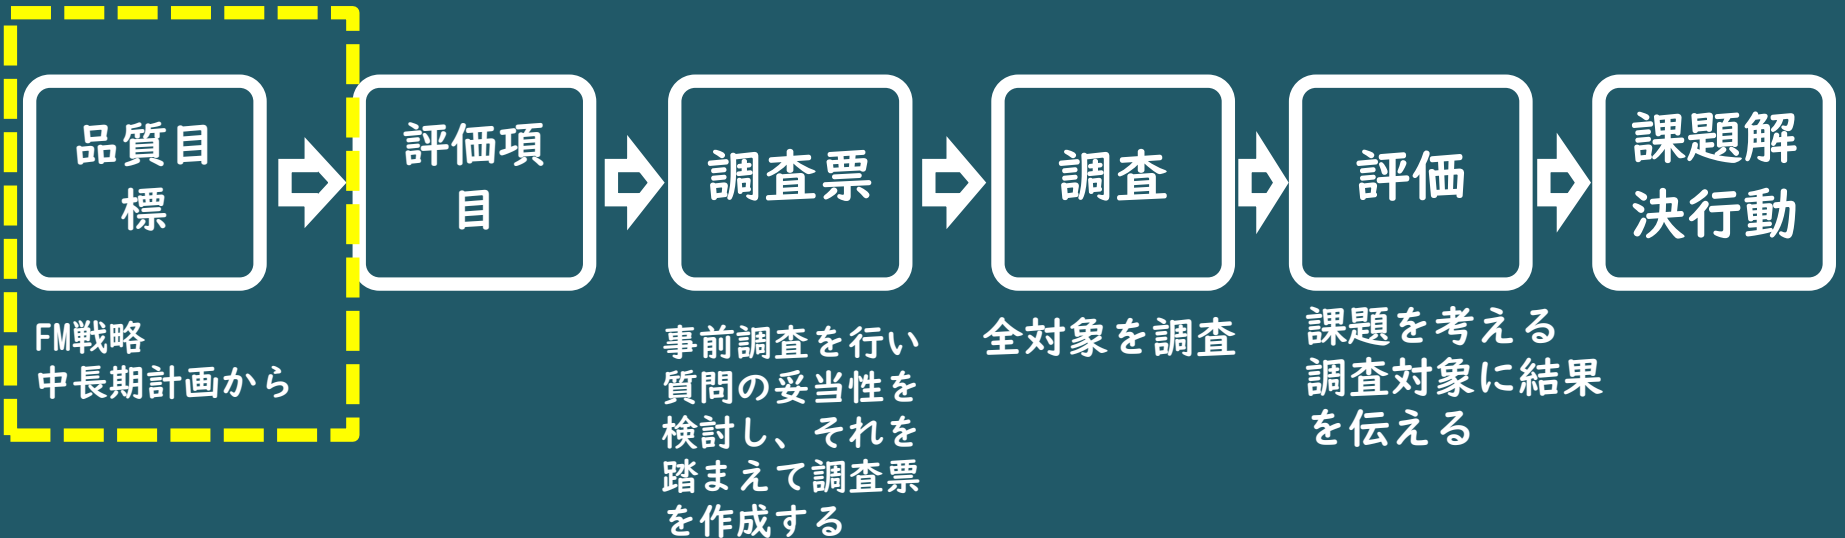 品質目
標
評価項
目
調査票
調査
評価
課題解
決行動
FM戦略
中長期計画から
事前調査を行い
質問の妥当性を
検討し、それを
踏まえて調査票
を作成する
全対象を調査
課題を考える
調査対象に結果
を伝える